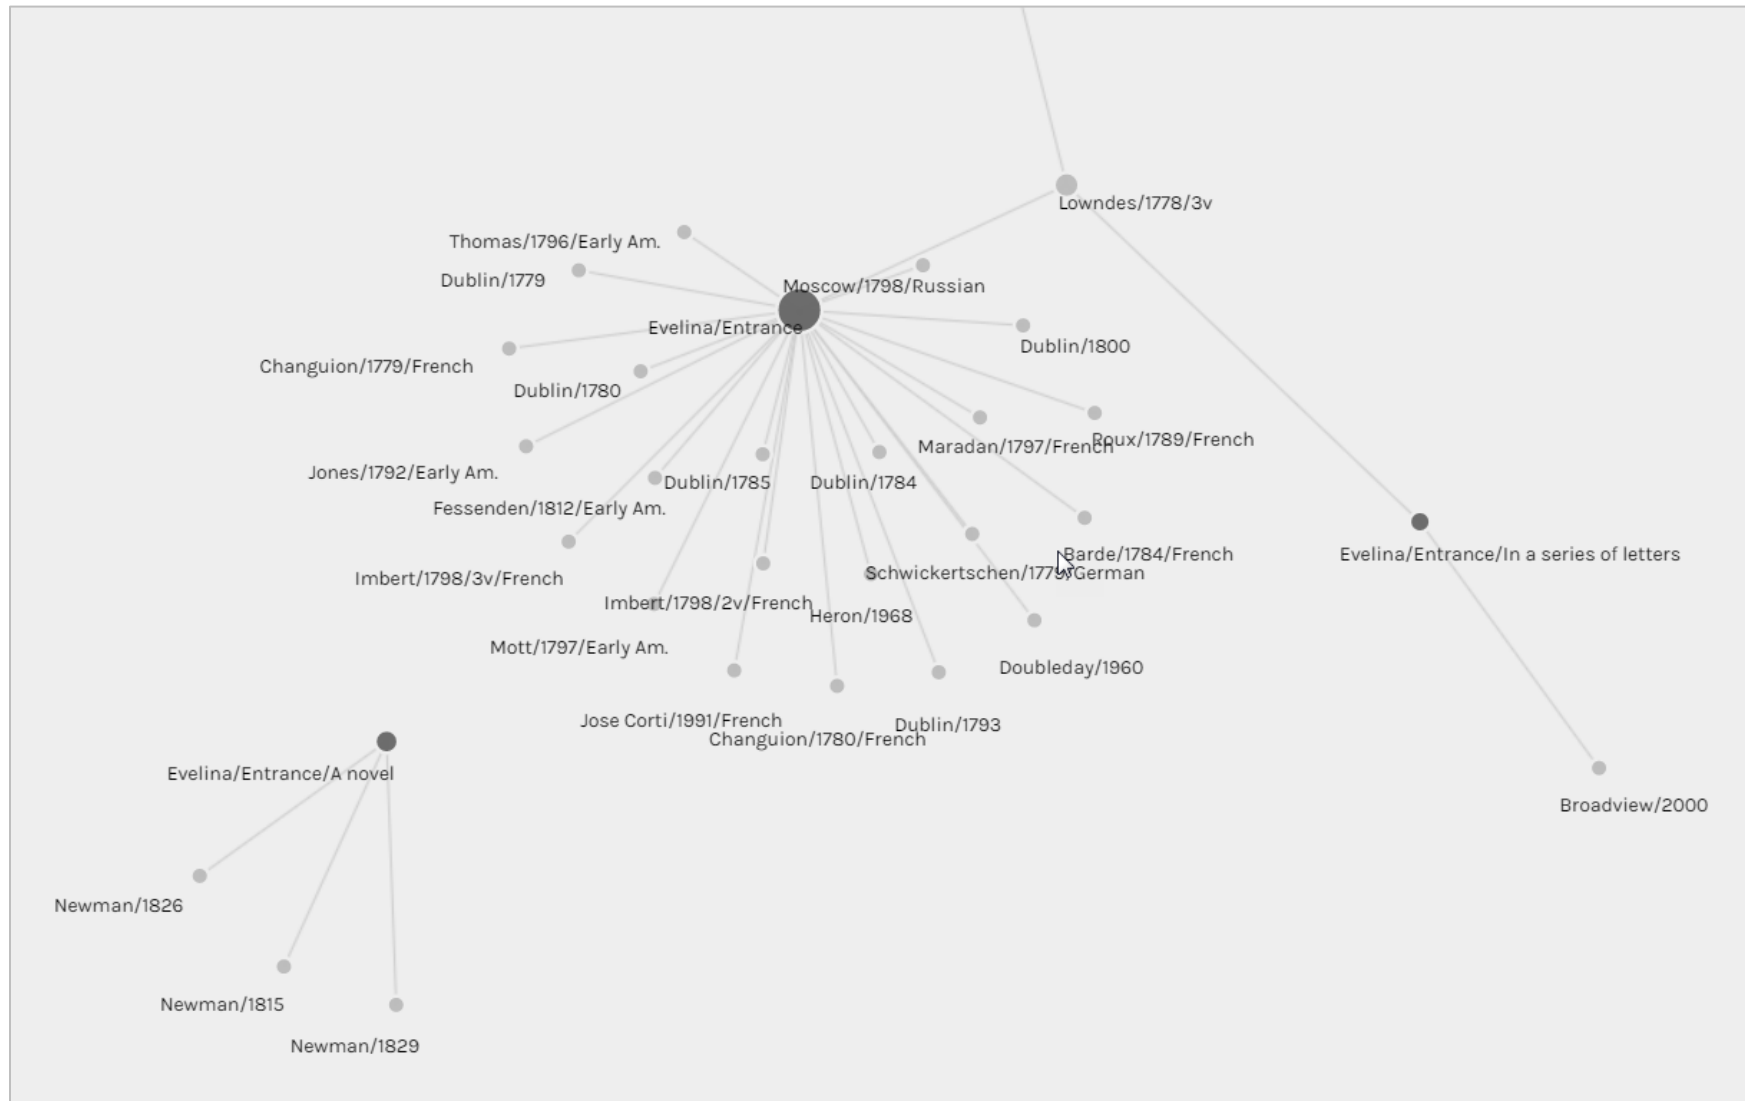 Lowndes/1778/3v
Thomas/1796/Early Am.
Dublin/1779
Moscow/1798/Russian
Evelina/Entrance
Dublin/1800
Changuion/1779/French
Dublin/1780
Maradan/1797/French
Roux/1789/French
Jones/1792/Early Am.
Dublin/1785
Dublin/1784
Fessenden/1812/Early Am.
Barde/1784/French
Evelina/Entrance/In a series of letters
Imbert/1798/3v/French
Schwickertschen/1779/German
Imbert/1798/2v/French
Heron/1968
Mott/1797/Early Am.
Doubleday/1960
Jose Corti/1991/French
Dublin/1793
Changuion/1780/French
Evelina/Entrance/A novel
Broadview/2000
Newman/1826
Newman/1815
Newman/1829